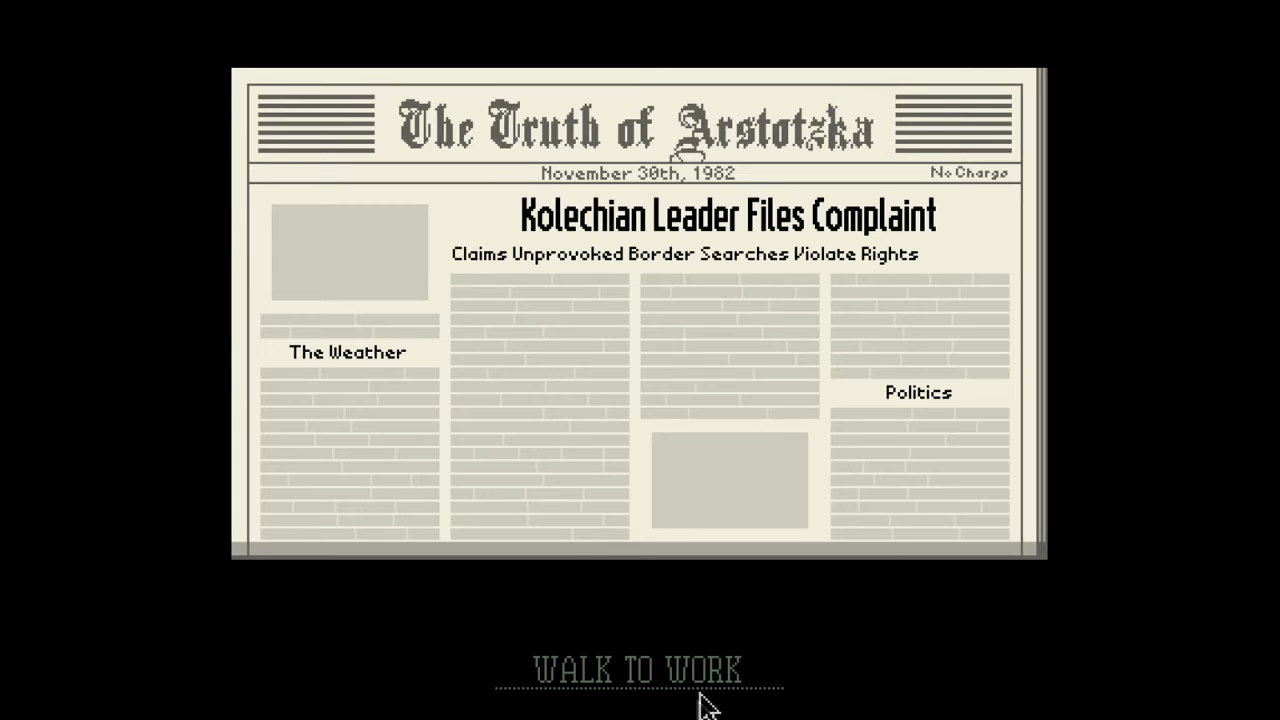 The Truth of Arstotzka
November 30th, 1982
No Charge
Kolechian Leader Files Complaint
Claims Unprovoked Border Searches Violate Rights
The Weather
Politics
WALK TO WORK